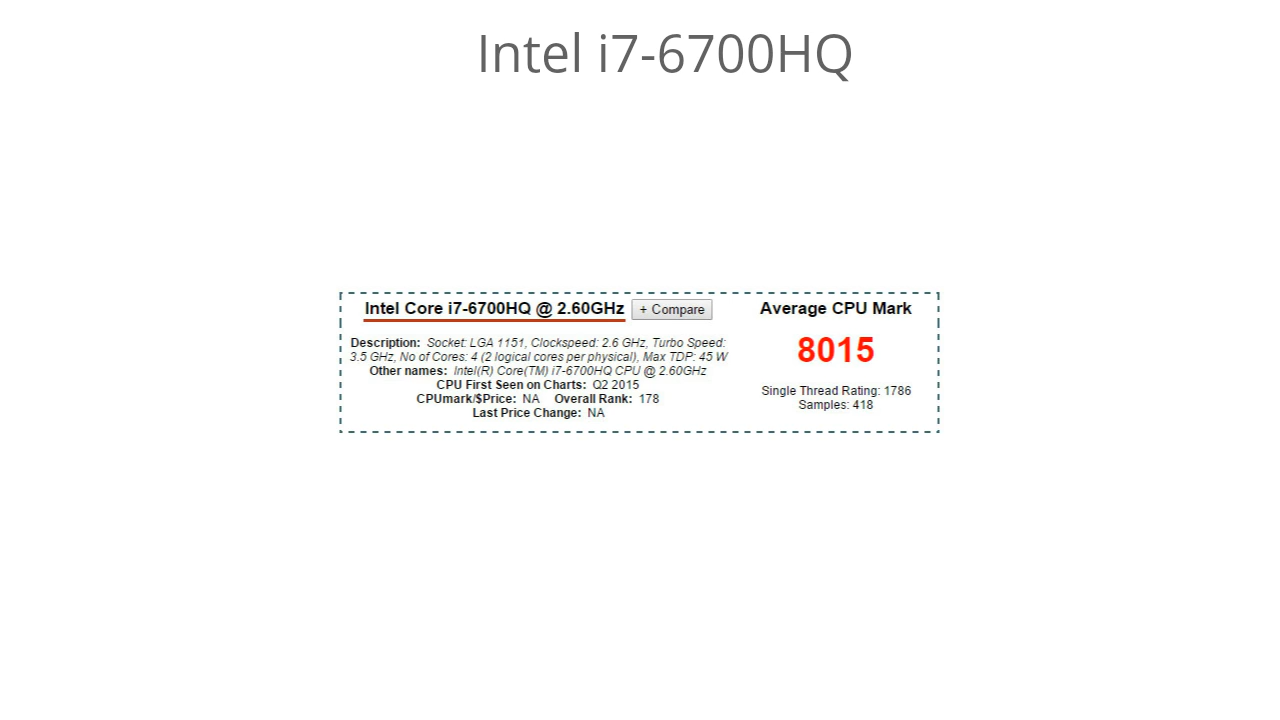 Intel i7-6700HQ
Intel Core i7-6700HQ @ 2.60GHz + Compare
Description: Socket: LGA 1151, Clockspeed: 2.6 GHz, Turbo Speed:
3.5 GHz, No of Cores: 4 (2 logical cores per physical), Max TDP: 45 W
Other names: Intel(R) Core(TM) i7-6700HQ CPU @ 2.60GHz
CPU First Seen on Charts: Q2 2015
CPUmark/$Price: NA Overall Rank: 178
Last Price Change: NA
Average CPU Mark
8015
Single Thread Rating: 1786
Samples: 418